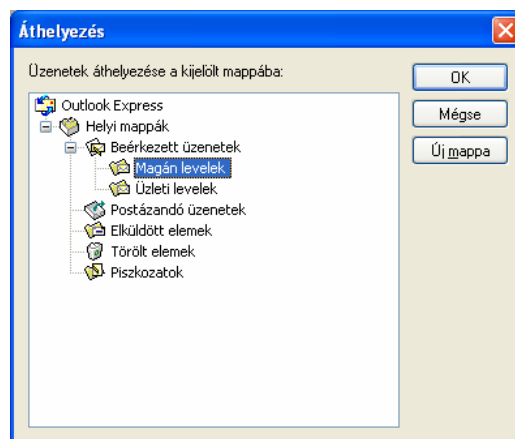 Áthelyezés
Üzenetek áthelyezése a kijelölt mappába:
OK
Mégse
Új mappa
Outlook Express
Helyi mappák
Beérkezett üzenetek
Magán levelek
Üzleti levelek
Postázandó üzenetek
Elküldött elemek
Törölt elemek
Piszkozatok